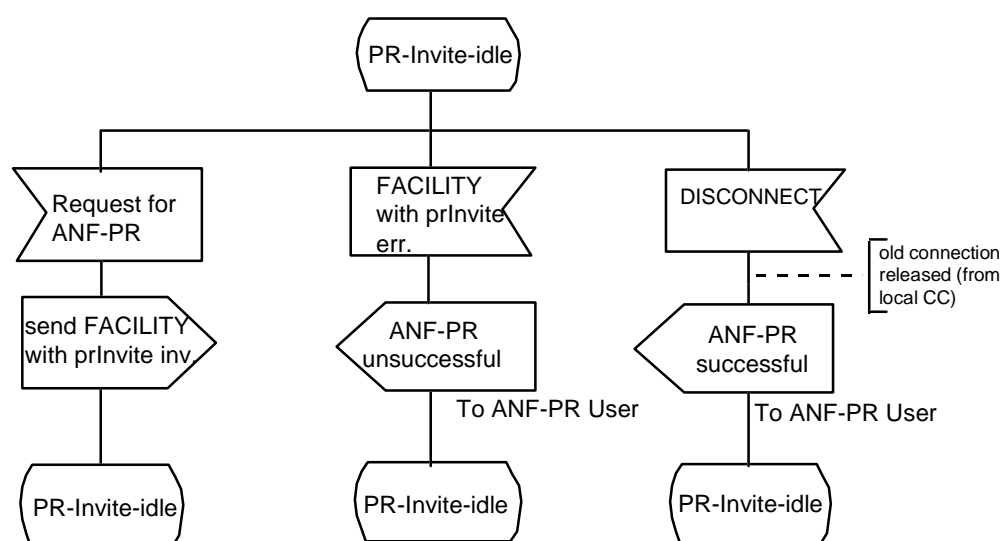 PR-Invite-idle
Request for
ANF-PR
FACILITY
with prInvite
err.
DISCONNECT
old connection
released (from
local CC)
send FACILITY
with prInvite inv.
ANF-PR
unsuccessful
ANF-PR
successful
To ANF-PR User
To ANF-PR User
PR-Invite-idle
PR-Invite-idle
PR-Invite-idle